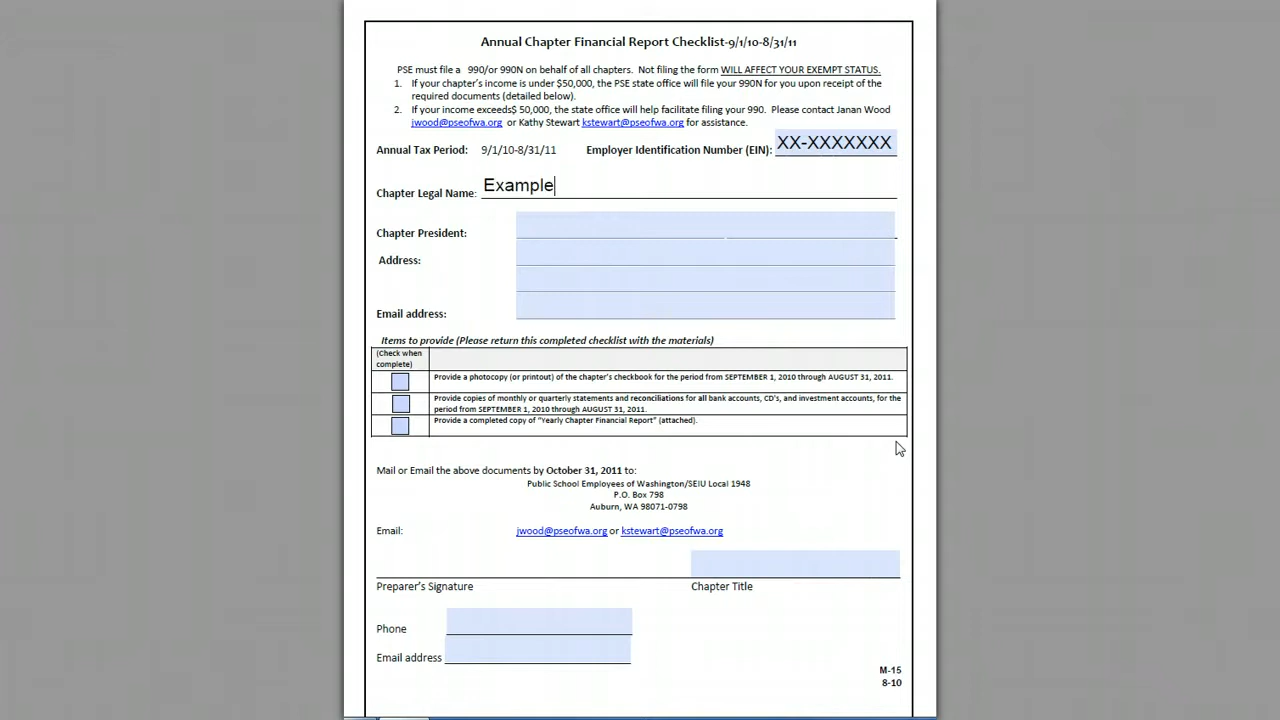 Annual Chapter Financial Report Checklist-9/1/10-8/31/11
PSE must file a 990/or 990N on behalf of all chapters. Not filing the form WILL AFFECT YOUR EXEMPT STATUS.
1. If your chapter's income is under $50,000, the PSE state office will file your 990N for you upon receipt of the
required documents (detailed below).
2. If your income exceeds$ 50,000, the state office will help facilitate filing your 990. Please contact Janan Wood
jwood@pseofwa.org or Kathy Stewart kstewart@pseofwa.org for assistance.
Annual Tax Period: 9/1/10-8/31/11 Employer Identification Number (EIN): XX-XXXXXXX
Chapter Legal Name: Example
Chapter President:
Address:
Email address:
Items to provide (Please return this completed checklist with the materials)
(Check when
complete)
Provide a photocopy (or printout) of the chapter's checkbook for the period from SEPTEMBER 1, 2010 through AUGUST 31, 2011.
Provide copies of monthly or quarterly statements and reconciliations for all bank accounts, CD's, and investment accounts, for the
period from SEPTEMBER 1, 2010 through AUGUST 31, 2011.
Provide a completed copy of "Yearly Chapter Financial Report" (attached).
Mail or Email the above documents by October 31, 2011 to:
Public School Employees of Washington/SEIU Local 1948
P.O. Box 798
Auburn, WA 98071-0798
Email: jwood@pseofwa.org or kstewart@pseofwa.org
Preparer's Signature Chapter Title
Phone
Email address
M-15
8-10